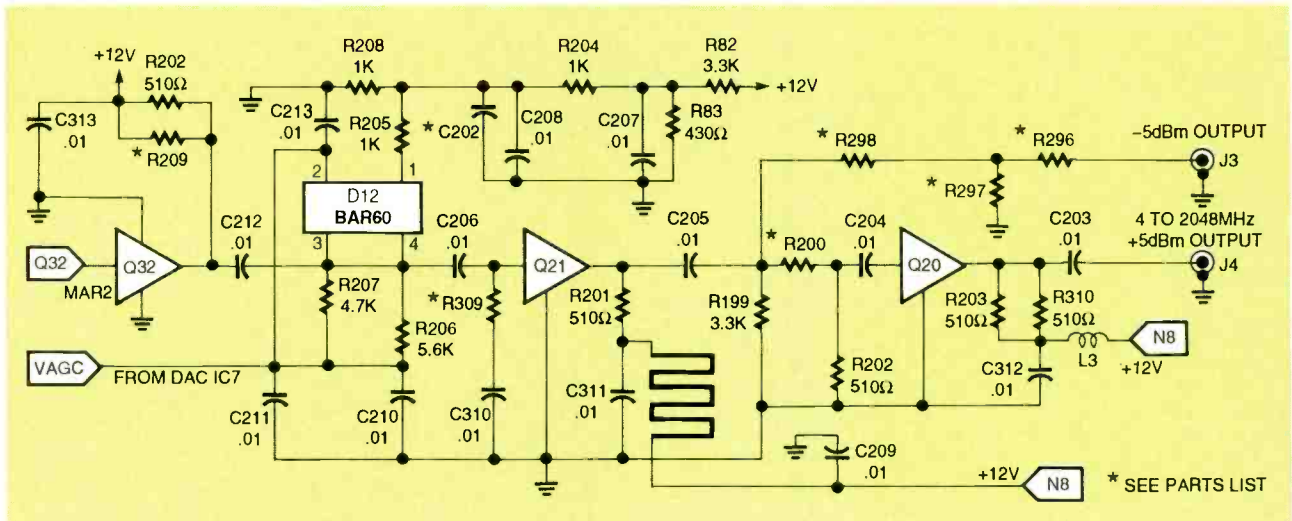 +12V
R202
510Ω
C313
.01
* R209
Q32
Q32
MAR2
C212
.01
R208
1K
C213
.01
R205
1K
2
1
D12
BAR60
3
4
R207
4.7K
R206
5.6K
VAGC
FROM DAC IC7
C211
.01
C210
.01
C206
.01
* R309
C310
.01
* C202
C208
.01
R204
1K
C207
.01
R82
3.3K
+12V
R83
430Ω
Q21
R201
510Ω
C311
.01
C205
.01
R199
3.3K
* R298
* R296
* R297
-5dBm OUTPUT
J3
* R200
C204
.01
R202
510Ω
Q20
C203
.01
4 TO 2048MHz
+5dBm OUTPUT
J4
R203
510Ω
R310
510Ω
L3
N8
+12V
C312
.01
C209
.01
+12V
N8
* SEE PARTS LIST